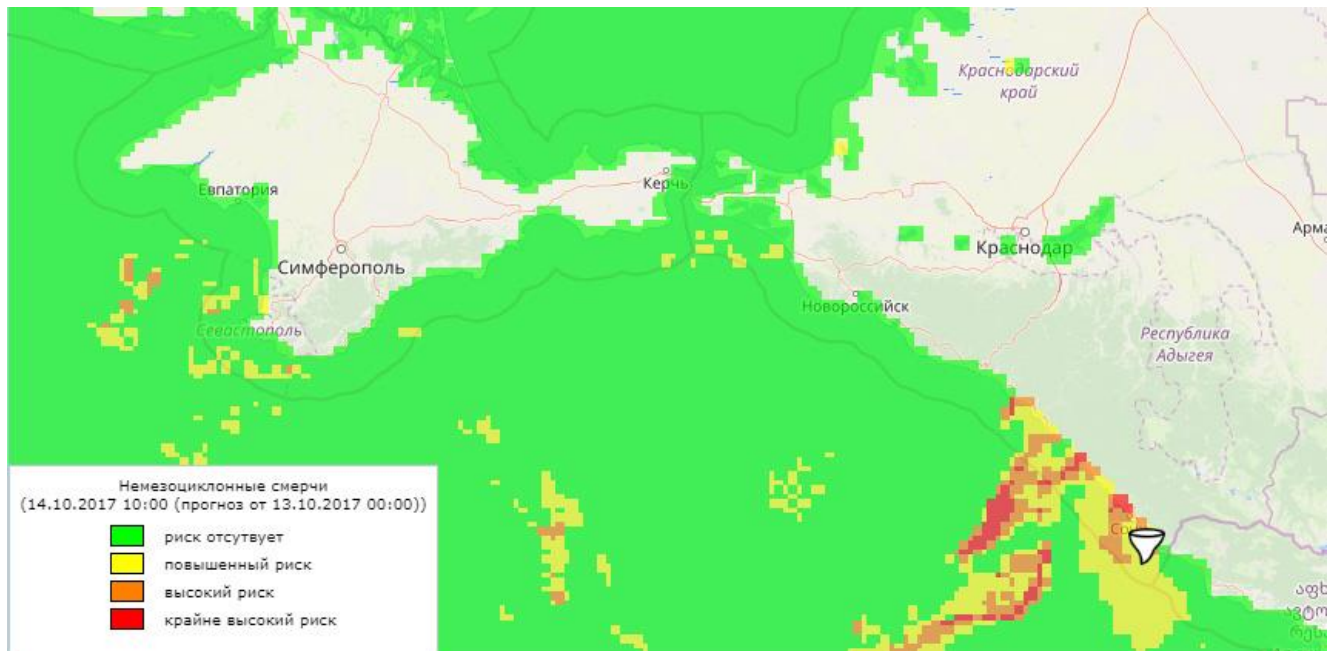 Краснодарский
край
Керчь
Евпатория
Симферополь
Краснодар
Новороссийск
Севастополь
Республика
Адыгея
Немезоциклонные смерчи
(14.10.2017 10:00 (прогноз от 13.10.2017 00:00))
риск отсутвует
повышенный риск
высокий риск
крайне высокий риск